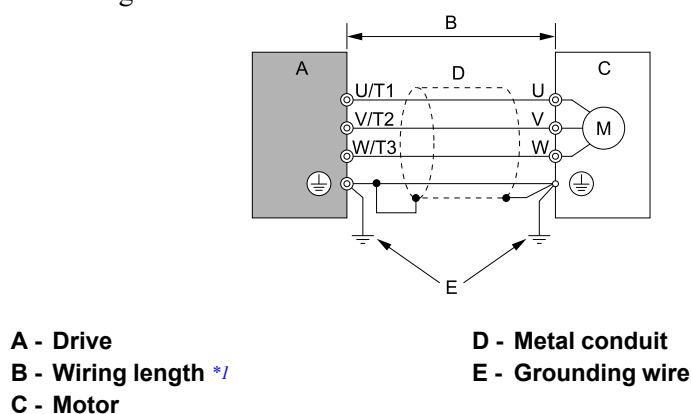 B
A
C
D
U/T1
U
V/T2
V
M
W/T3
W
E
A - Drive
B - Wiring length *1
C - Motor
D - Metal conduit
E - Grounding wire